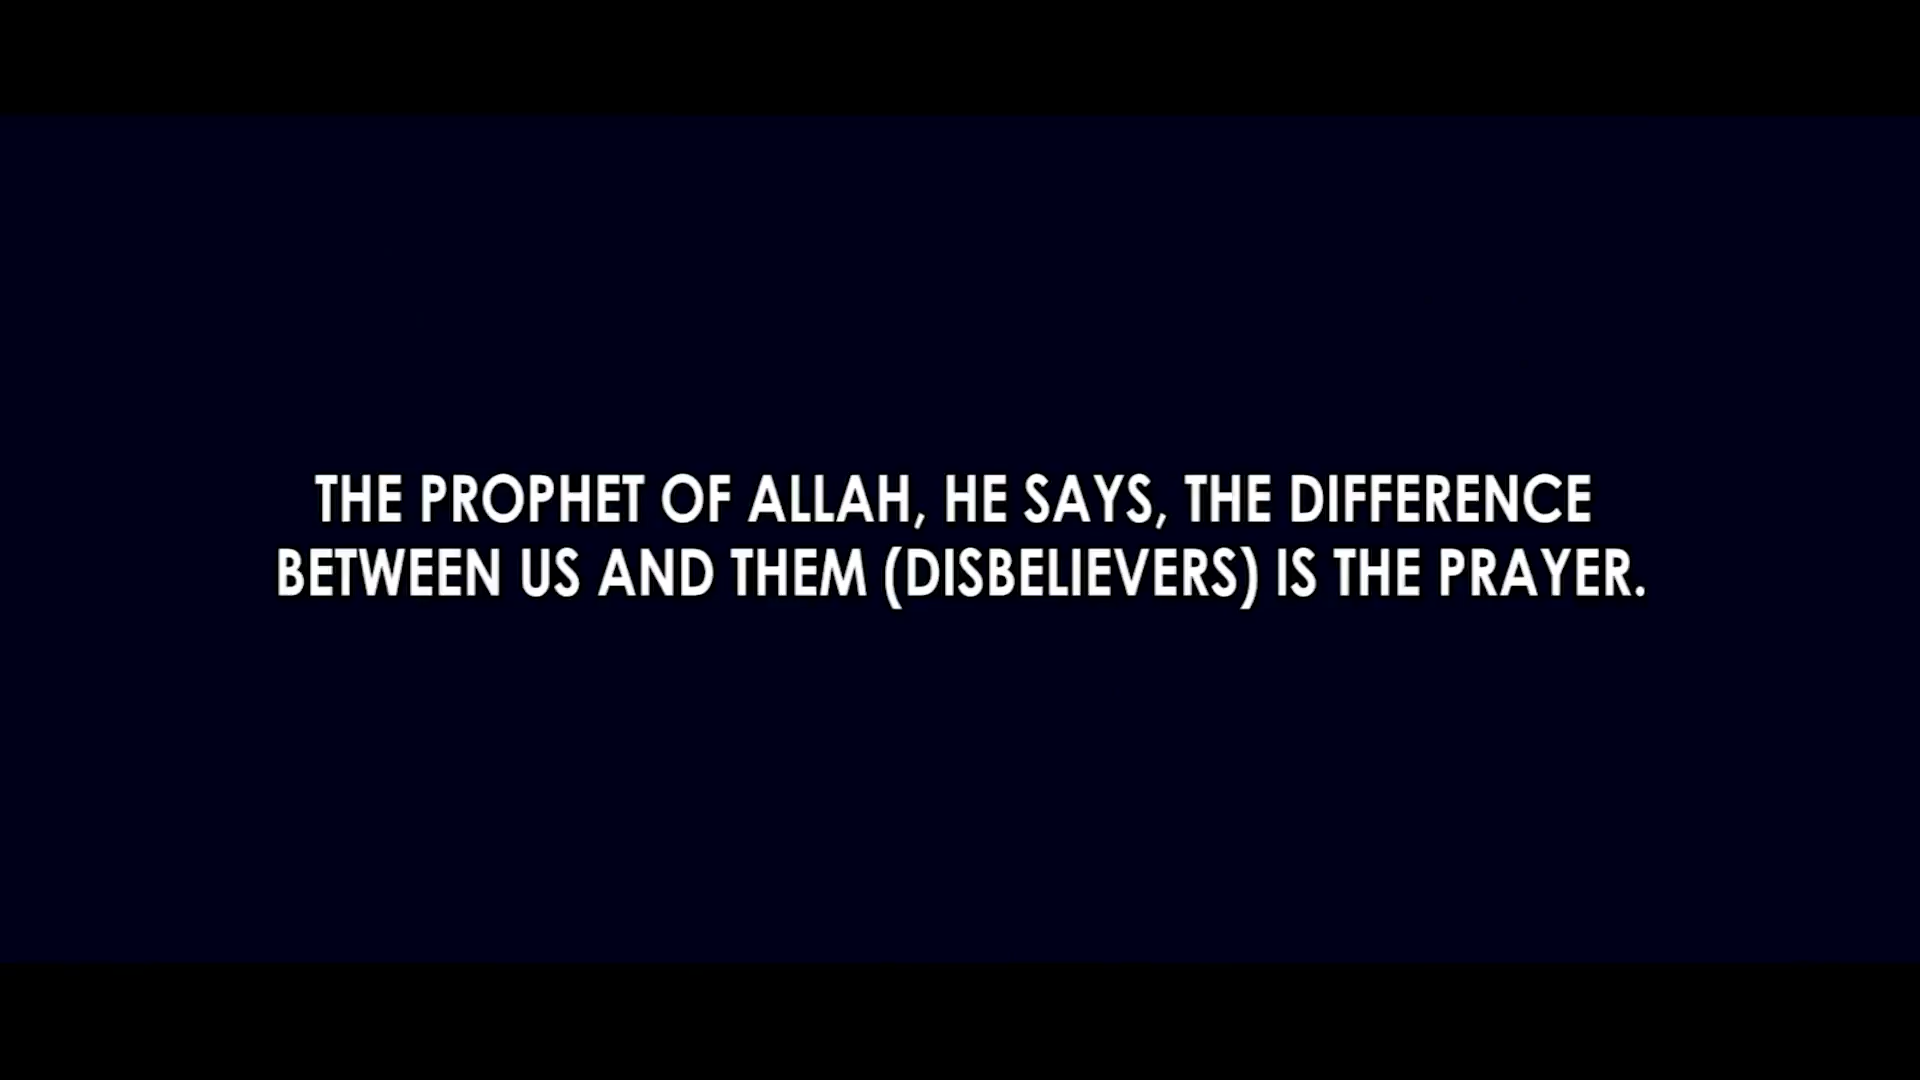 THE PROPHET OF ALLAH, HE SAYS, THE DIFFERENCE
BETWEEN US AND THEM (DISBELIEVERS) IS THE PRAYER.